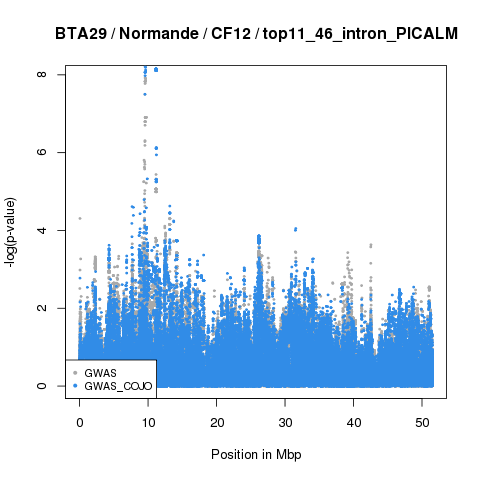 BTA29 / Normande / CF12 / top11_46_intron_PICALM
-log(p-value)
8
6
4
2
0
GWAS
GWAS_COJO
0 10 20 30 40 50
Position in Mbp